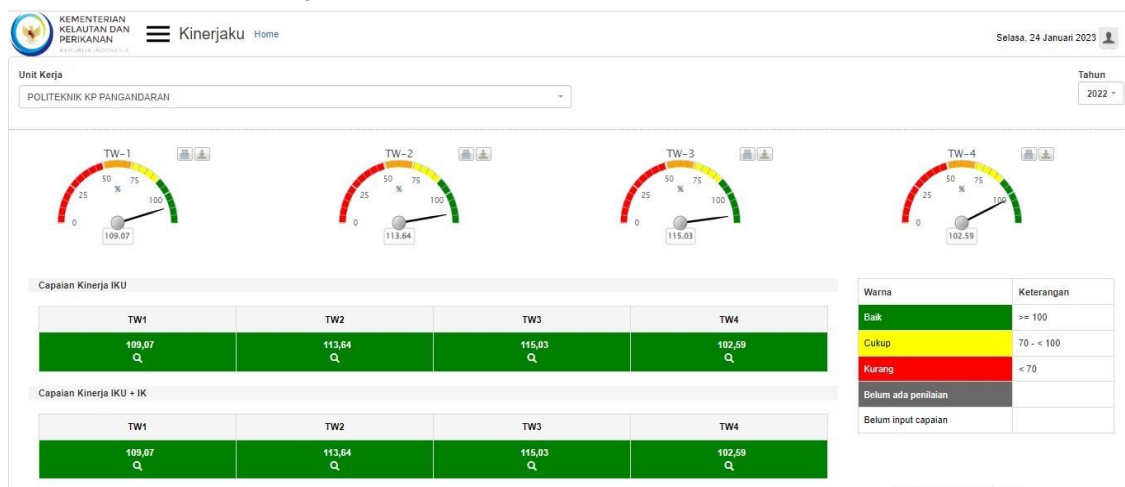 KEMENTERIAN
KELAUTAN DAN
PERIKANAN
REPUBLIK INDONESIA
Kinerjaku Home
Selasa, 24 Januari 2023
Unit Kerja
Tahun
POLITEKNIK KP PANGANDARAN
2022
TW-1
0 25 50 75 100
%
109.07
TW-2
0 25 50 75 100
%
113.64
TW-3
0 25 50 75 100
%
115.03
TW-4
0 25 50 75 100
%
102.59
Capaian Kinerja IKU
TW1 TW2 TW3 TW4
109,07 113,64 115,03 102,59
Capaian Kinerja IKU + IK
TW1 TW2 TW3 TW4
109,07 113,64 115,03 102,59
Warna Keterangan
Baik >= 100
Cukup 70 - < 100
Kurang < 70
Belum ada penilaian
Belum input capaian